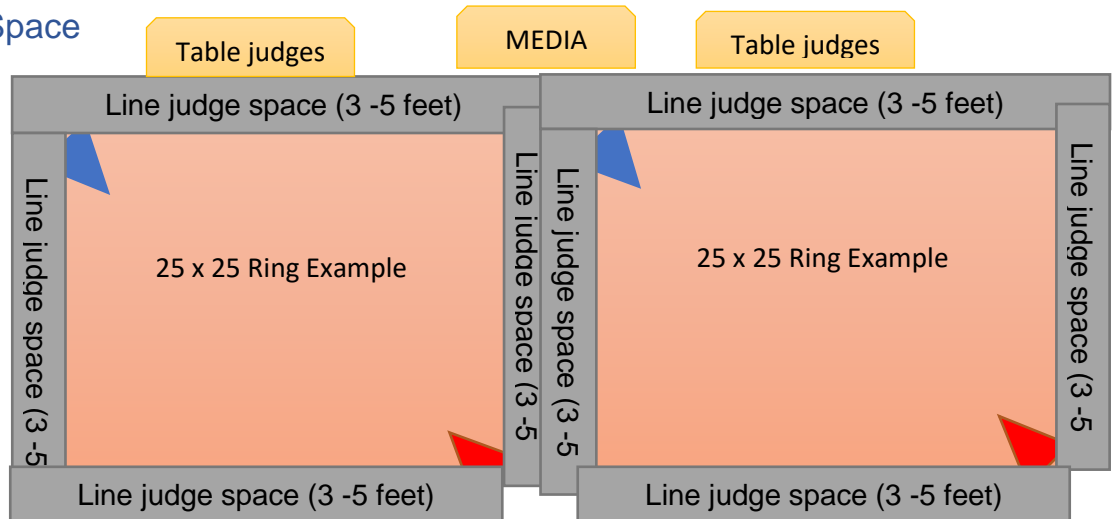 Space
Table judges
MEDIA
Table judges
Line judge space (3 -5 feet)
Line judge space (3 -5 feet)
Line judge space (3 -5
25 x 25 Ring Example
Line judge space (3 -5
Line judge space (3 -5
25 x 25 Ring Example
Line judge space (3 -5
Line judge space (3 -5 feet)
Line judge space (3 -5 feet)